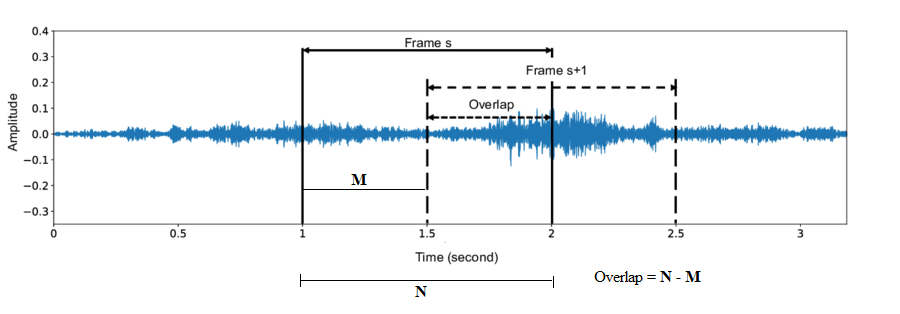 0.4
Frame s
0.3
Frame s+1
0.2
Overlap
0.1
0.0
−0.1
M
−0.2
−0.3
Amplitude
0 0.5 1 1.5 2 2.5 3
Time (second)
N
Overlap = N - M